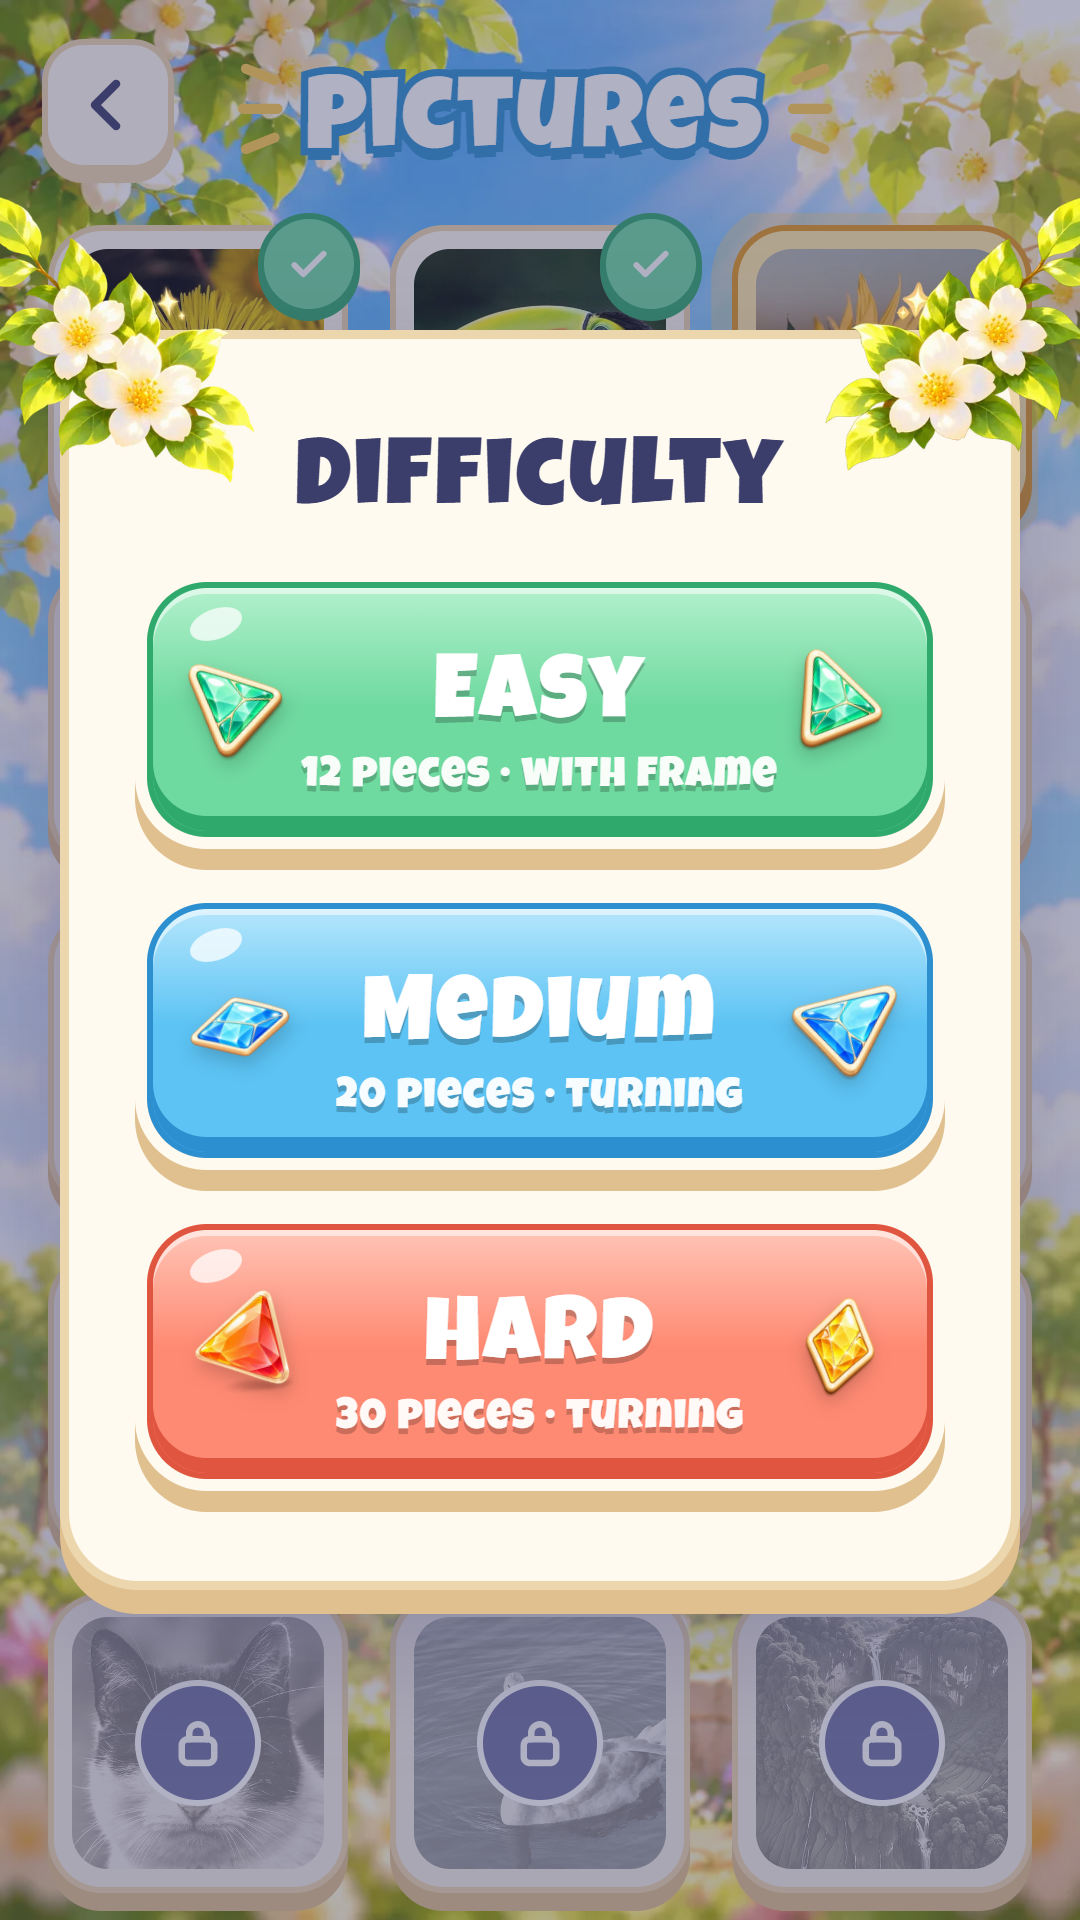 PICTURES
DIFFICULTY
EASY
12 PIECES · WITH FRAME
MEDIUM
20 PIECES · TURNING
HARD
30 PIECES · TURNING